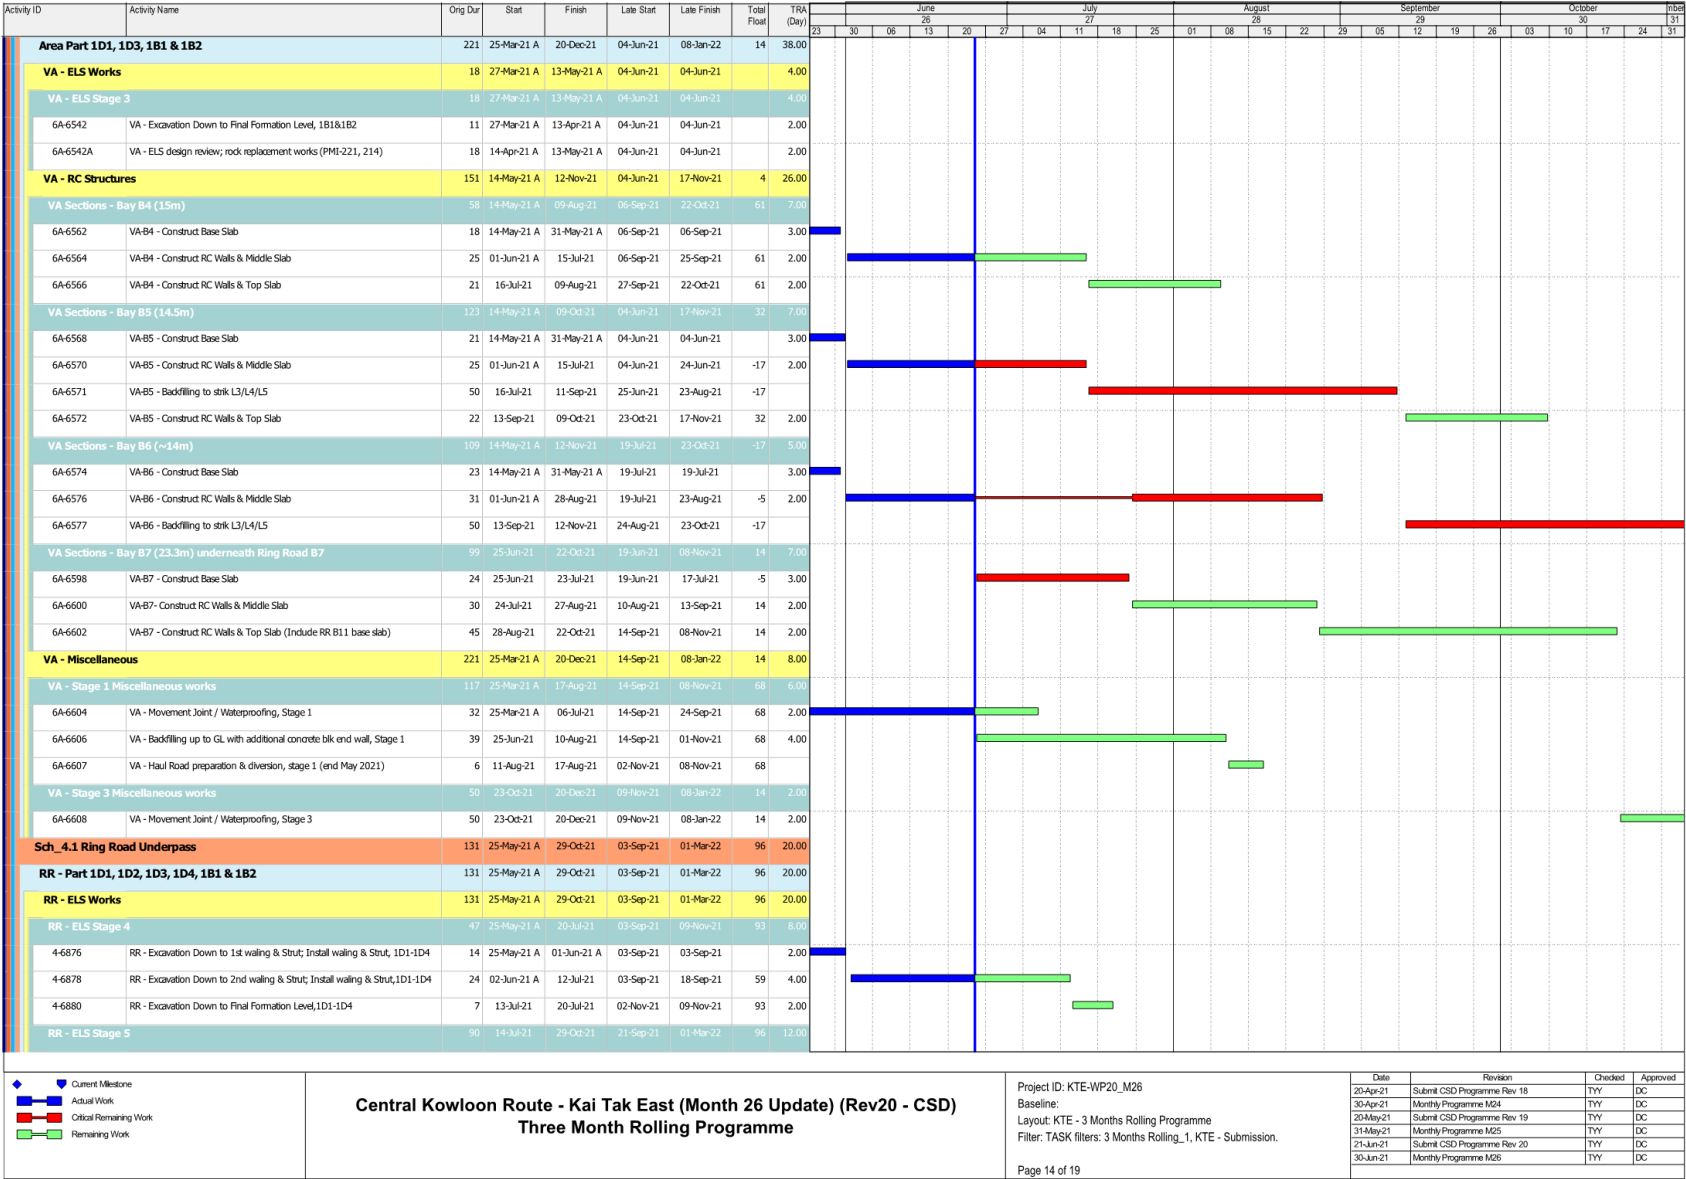 Activity ID Activity Name Orig Dur Start Finish Late Start Late Finish Total Float TRA (Day) June July August September October mber
26 27 28 29 30 31
23 30 06 13 20 27 04 11 18 25 01 08 15 22 29 05 12 19 26 03 10 17 24 31
Area Part 1D1, 1D3, 1B1 & 1B2 221 25-Mar-21 A 20-Dec-21 04-Jun-21 08-Jan-22 14 38.00
VA - ELS Works 18 27-Mar-21 A 13-May-21 A 04-Jun-21 04-Jun-21 4.00
VA - ELS Stage 3 18 27-Mar-21 A 13-May-21 A 04-Jun-21 04-Jun-21 4.00
6A-6542 VA - Excavation Down to Final Formation Level, 1B1&1B2 11 27-Mar-21 A 13-Apr-21 A 04-Jun-21 04-Jun-21 2.00
6A-6542A VA - ELS design review; rock replacement works (PMI-221, 214) 18 14-Apr-21 A 13-May-21 A 04-Jun-21 04-Jun-21 2.00
VA - RC Structures 151 14-May-21 A 12-Nov-21 04-Jun-21 17-Nov-21 4 26.00
VA Sections - Bay B4 (15m) 58 14-May-21 A 09-Aug-21 06-Sep-21 22-Oct-21 61 7.00
6A-6562 VA-B4 - Construct Base Slab 18 14-May-21 A 31-May-21 A 06-Sep-21 06-Sep-21 3.00
6A-6564 VA-B4 - Construct RC Walls & Middle Slab 25 01-Jun-21 A 15-Jul-21 06-Sep-21 25-Sep-21 61 2.00
6A-6566 VA-B4 - Construct RC Walls & Top Slab 21 16-Jul-21 09-Aug-21 27-Sep-21 22-Oct-21 61 2.00
VA Sections - Bay B5 (14.5m) 123 14-May-21 A 09-Oct-21 04-Jun-21 17-Nov-21 32 7.00
6A-6568 VA-B5 - Construct Base Slab 21 14-May-21 A 31-May-21 A 04-Jun-21 04-Jun-21 3.00
6A-6570 VA-B5 - Construct RC Walls & Middle Slab 25 01-Jun-21 A 15-Jul-21 04-Jun-21 24-Jun-21 -17 2.00
6A-6571 VA-B5 - Backfilling to strik L3/L4/L5 50 16-Jul-21 11-Sep-21 25-Jun-21 23-Aug-21 -17
6A-6572 VA-B5 - Construct RC Walls & Top Slab 22 13-Sep-21 09-Oct-21 23-Oct-21 17-Nov-21 32 2.00
VA Sections - Bay B6 (~14m) 109 14-May-21 A 12-Nov-21 19-Jul-21 23-Oct-21 -17 5.00
6A-6574 VA-B6 - Construct Base Slab 23 14-May-21 A 31-May-21 A 19-Jul-21 19-Jul-21 3.00
6A-6576 VA-B6 - Construct RC Walls & Middle Slab 31 01-Jun-21 A 28-Aug-21 19-Jul-21 23-Aug-21 -5 2.00
6A-6577 VA-B6 - Backfilling to strik L3/L4/L5 50 13-Sep-21 12-Nov-21 24-Aug-21 23-Oct-21 -17
VA Sections - Bay B7 (23.3m) underneath Ring Road B7 99 25-Jun-21 22-Oct-21 19-Jun-21 08-Nov-21 14 7.00
6A-6598 VA-B7 - Construct Base Slab 24 25-Jun-21 23-Jul-21 19-Jun-21 17-Jul-21 -5 3.00
6A-6600 VA-B7- Construct RC Walls & Middle Slab 30 24-Jul-21 27-Aug-21 10-Aug-21 13-Sep-21 14 2.00
6A-6602 VA-B7 - Construct RC Walls & Top Slab (Include RR B11 base slab) 45 28-Aug-21 22-Oct-21 14-Sep-21 08-Nov-21 14 2.00
VA - Miscellaneous 221 25-Mar-21 A 20-Dec-21 14-Sep-21 08-Jan-22 14 8.00
VA - Stage 1 Miscellaneous works 117 25-Mar-21 A 17-Aug-21 14-Sep-21 08-Nov-21 68 6.00
6A-6604 VA - Movement Joint / Waterproofing, Stage 1 32 25-Mar-21 A 06-Jul-21 14-Sep-21 24-Sep-21 68 2.00
6A-6606 VA - Backfilling up to GL with additional concrete blk end wall, Stage 1 39 25-Jun-21 10-Aug-21 14-Sep-21 01-Nov-21 68 4.00
6A-6607 VA - Haul Road preparation & diversion, stage 1 (end May 2021) 6 11-Aug-21 17-Aug-21 02-Nov-21 08-Nov-21 68
VA - Stage 3 Miscellaneous works 50 23-Oct-21 20-Dec-21 09-Nov-21 08-Jan-22 14 2.00
6A-6608 VA - Movement Joint / Waterproofing, Stage 3 50 23-Oct-21 20-Dec-21 09-Nov-21 08-Jan-22 14 2.00
Sch_4.1 Ring Road Underpass 131 25-May-21 A 29-Oct-21 03-Sep-21 01-Mar-22 96 20.00
RR - Part 1D1, 1D2, 1D3, 1D4, 1B1 & 1B2 131 25-May-21 A 29-Oct-21 03-Sep-21 01-Mar-22 96 20.00
RR - ELS Works 131 25-May-21 A 29-Oct-21 03-Sep-21 01-Mar-22 96 20.00
RR - ELS Stage 4 47 25-May-21 A 20-Jul-21 03-Sep-21 09-Nov-21 93 8.00
4-6876 RR - Excavation Down to 1st waling & Strut; Install waling & Strut, 1D1-1D4 14 25-May-21 A 01-Jun-21 A 03-Sep-21 03-Sep-21 2.00
4-6878 RR - Excavation Down to 2nd waling & Strut; Install waling & Strut,1D1-1D4 24 02-Jun-21 A 12-Jul-21 03-Sep-21 18-Sep-21 59 4.00
4-6880 RR - Excavation Down to Final Formation Level,1D1-1D4 7 13-Jul-21 20-Jul-21 02-Nov-21 09-Nov-21 93 2.00
RR - ELS Stage 5 90 14-Jul-21 29-Oct-21 21-Sep-21 01-Mar-22 96 12.00
Current Milestone
Actual Work
Critical Remaining Work
Remaining Work
Central Kowloon Route - Kai Tak East (Month 26 Update) (Rev20 - CSD)
Three Month Rolling Programme
Project ID: KTE-WP20_M26
Baseline:
Layout: KTE - 3 Months Rolling Programme
Filter: TASK filters: 3 Months Rolling_1, KTE - Submission.
Page 14 of 19
Date Revision Checked Approved
20-Apr-21 Submit CSD Programme Rev 18 TYY DC
30-Apr-21 Monthly Programme M24 TYY DC
20-May-21 Submit CSD Programme Rev 19 TYY DC
31-May-21 Monthly Programme M25 TYY DC
21-Jun-21 Submit CSD Programme Rev 20 TYY DC
30-Jun-21 Monthly Programme M26 TYY DC